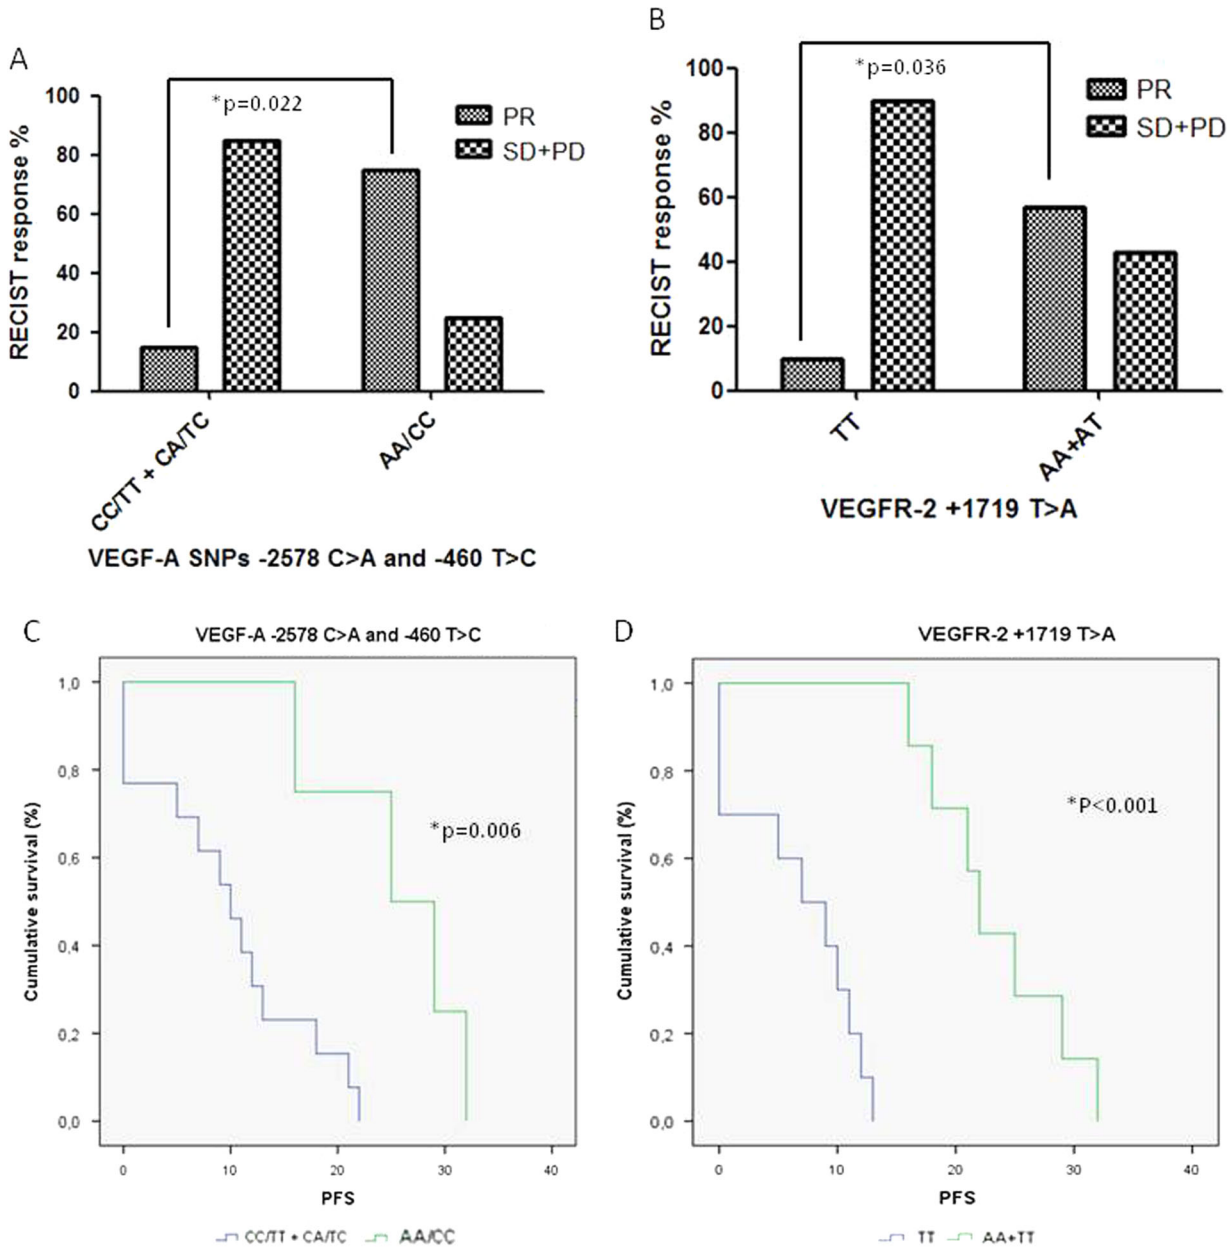 A
*p=0.022
PR
SD+PD
RECIST response %
100
80
60
40
20
0
CC/TT + CA/TC
AA/CC
VEGF-A SNPs -2578 C>A and -460 T>C
B
*p=0.036
PR
SD+PD
RECIST response %
100
80
60
40
20
0
TT
AA+AT
VEGFR-2 +1719 T>A
C
VEGF-A -2578 C>A and -460 T>C
Cumulative survival (%)
1,0
0,8
0,6
0,4
0,2
0,0
*p=0.006
0 10 20 30 40
PFS
CC/TT + CA/TC AA/CC
D
VEGFR-2 +1719 T>A
Cumulative survival (%)
1,0
0,8
0,6
0,4
0,2
0,0
*P<0.001
0 10 20 30 40
PFS
TT AA+TT